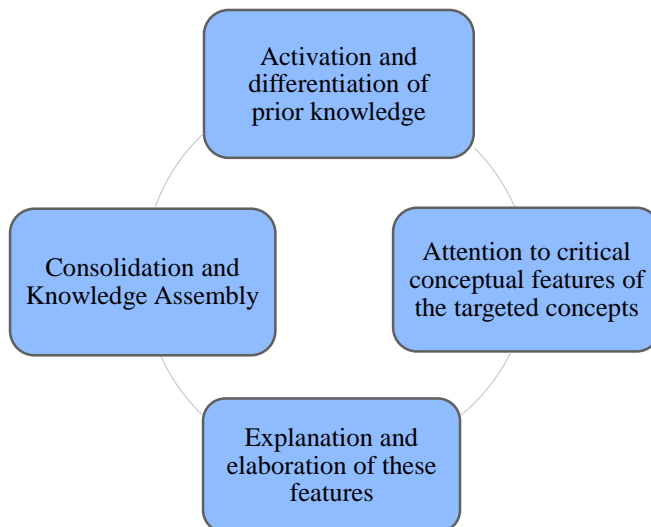 Activation and
differentiation of
prior knowledge
Attention to critical
conceptual features of
the targeted concepts
Explanation and
elaboration of these
features
Consolidation and
Knowledge Assembly